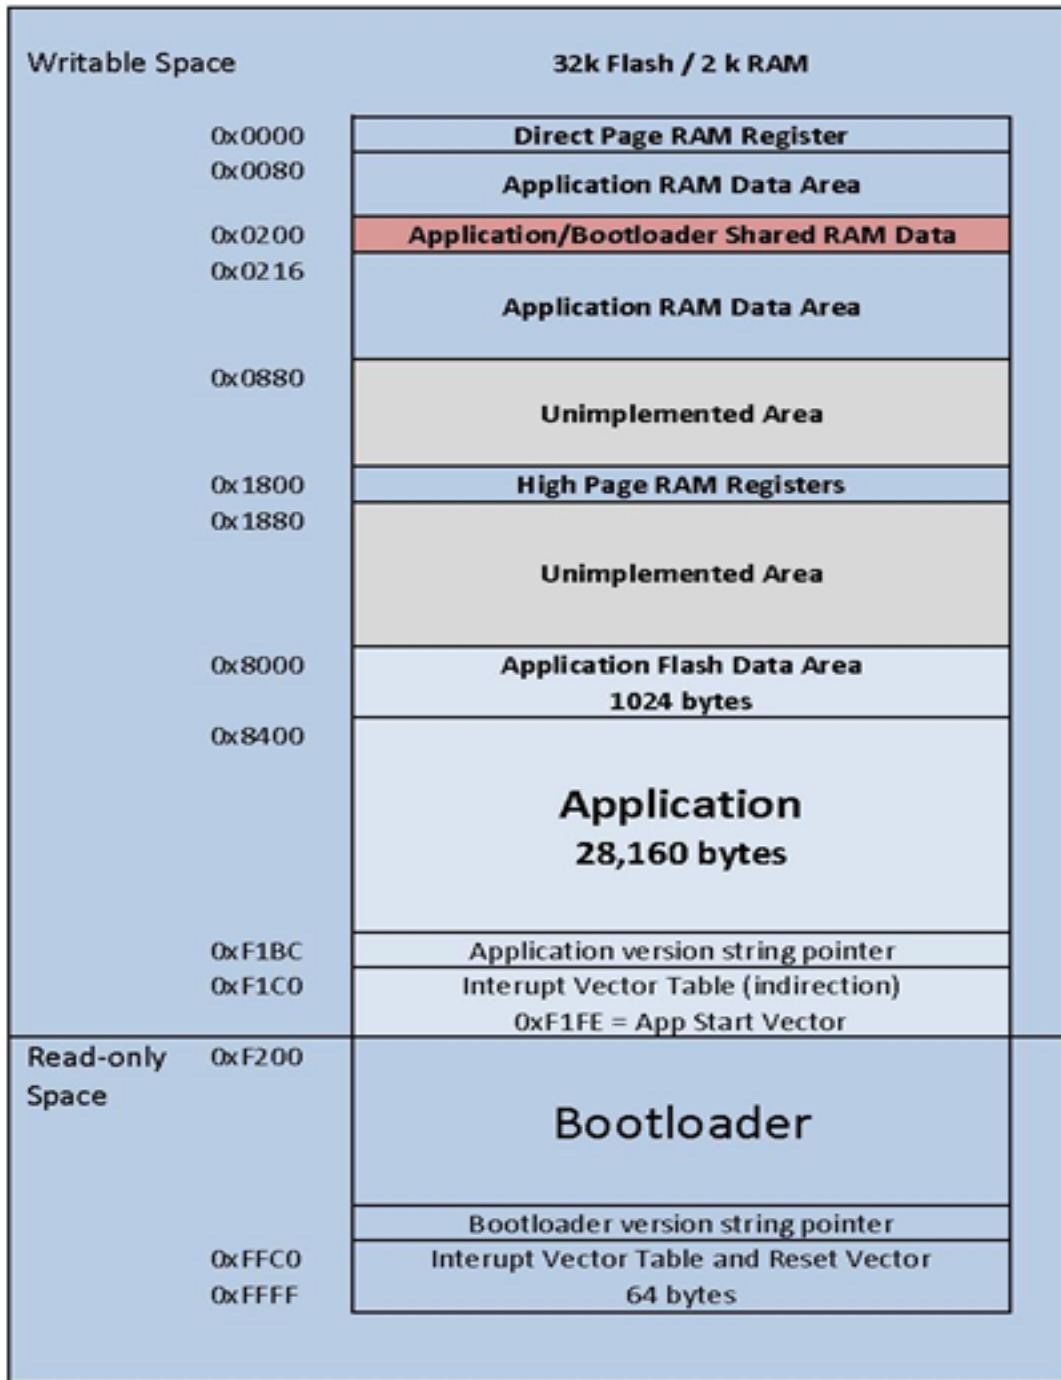 Writable Space 32k Flash / 2 k RAM
0x0000 Direct Page RAM Register
0x0080
Application RAM Data Area
0x0200 Application/Bootloader Shared RAM Data
0x0216
Application RAM Data Area
0x0880
Unimplemented Area
0x1800 High Page RAM Registers
0x1880
Unimplemented Area
0x8000 Application Flash Data Area
1024 bytes
0x8400
Application
28,160 bytes
0xF1BC Application version string pointer
0xF1C0 Interupt Vector Table (indirection)
0xF1FE = App Start Vector
Read-only 0xF200
Space
Bootloader
Bootloader version string pointer
0xFFC0 Interupt Vector Table and Reset Vector
0xFFFF 64 bytes